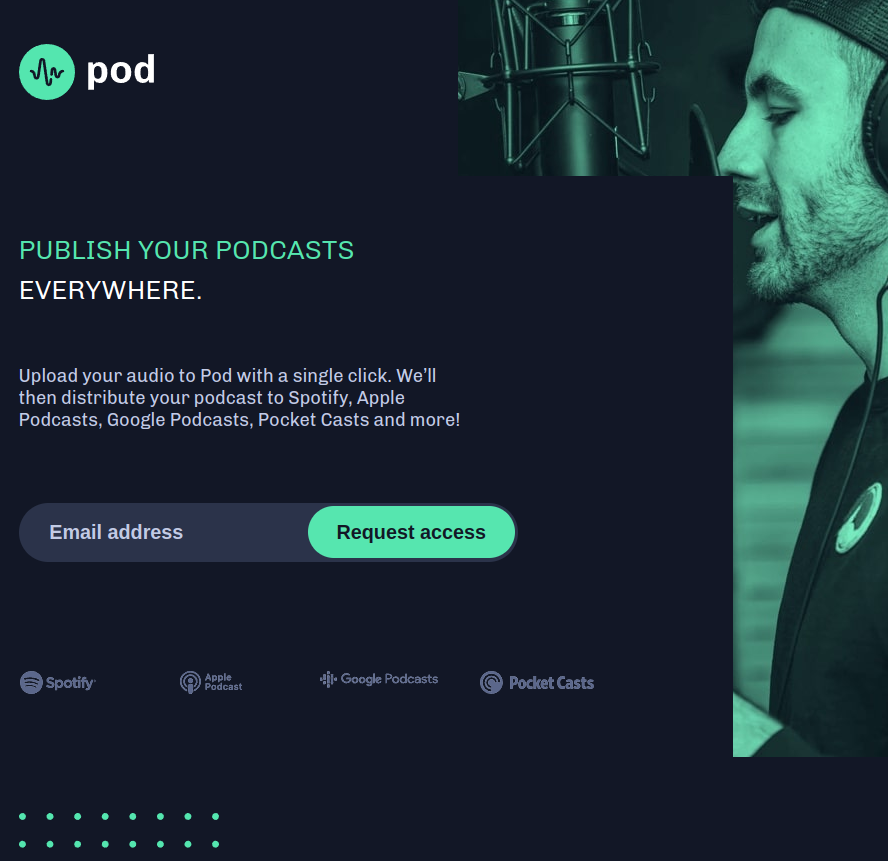 pod
PUBLISH YOUR PODCASTS
EVERYWHERE.
Upload your audio to Pod with a single click. We’ll
then distribute your podcast to Spotify, Apple
Podcasts, Google Podcasts, Pocket Casts and more!
Email address
Request access
Spotify
Apple
Podcast
Google Podcasts
Pocket Casts